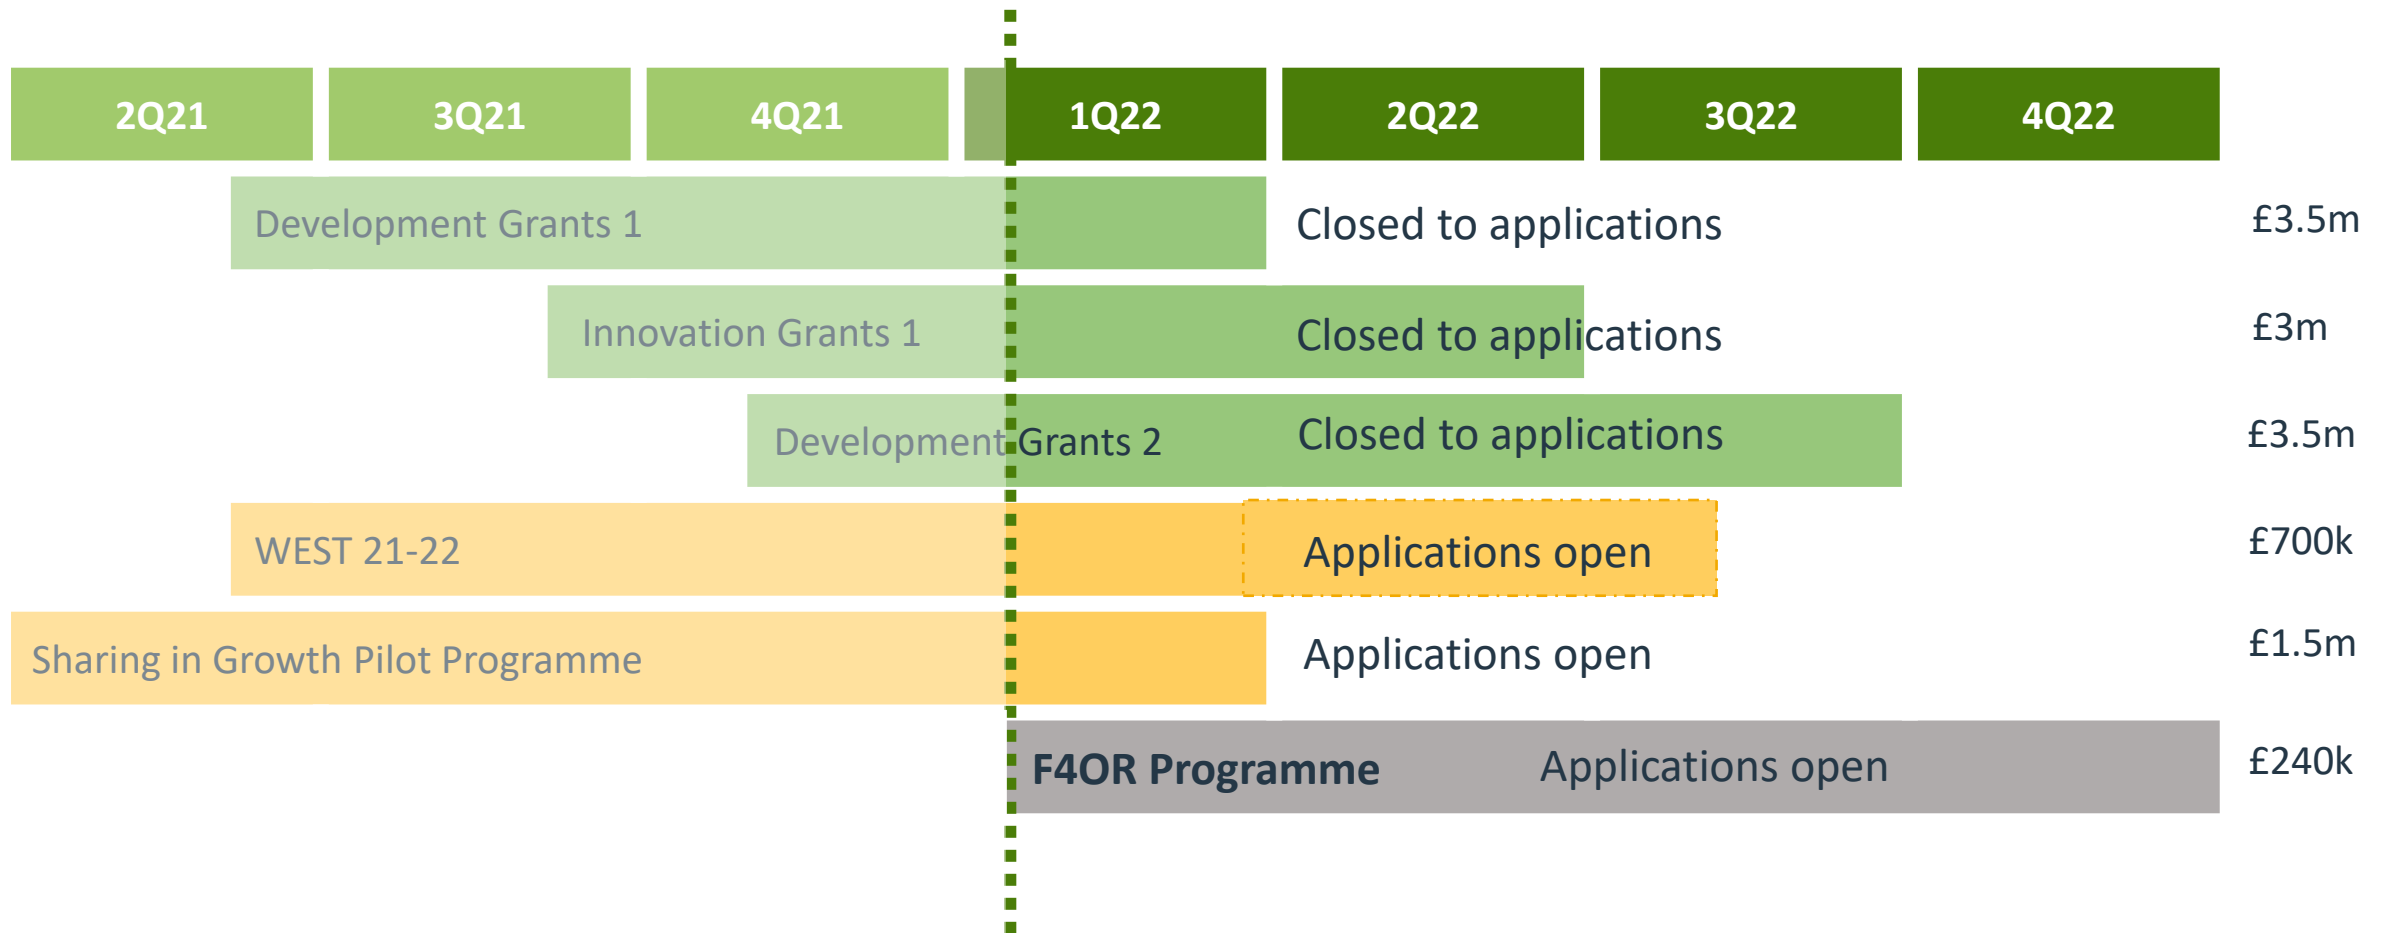 2Q21 3Q21 4Q21 1Q22 2Q22 3Q22 4Q22
Development Grants 1 Closed to applications £3.5m
Innovation Grants 1 Closed to applications £3m
Development Grants 2 Closed to applications £3.5m
WEST 21-22 Applications open £700k
Sharing in Growth Pilot Programme Applications open £1.5m
F4OR Programme Applications open £240k